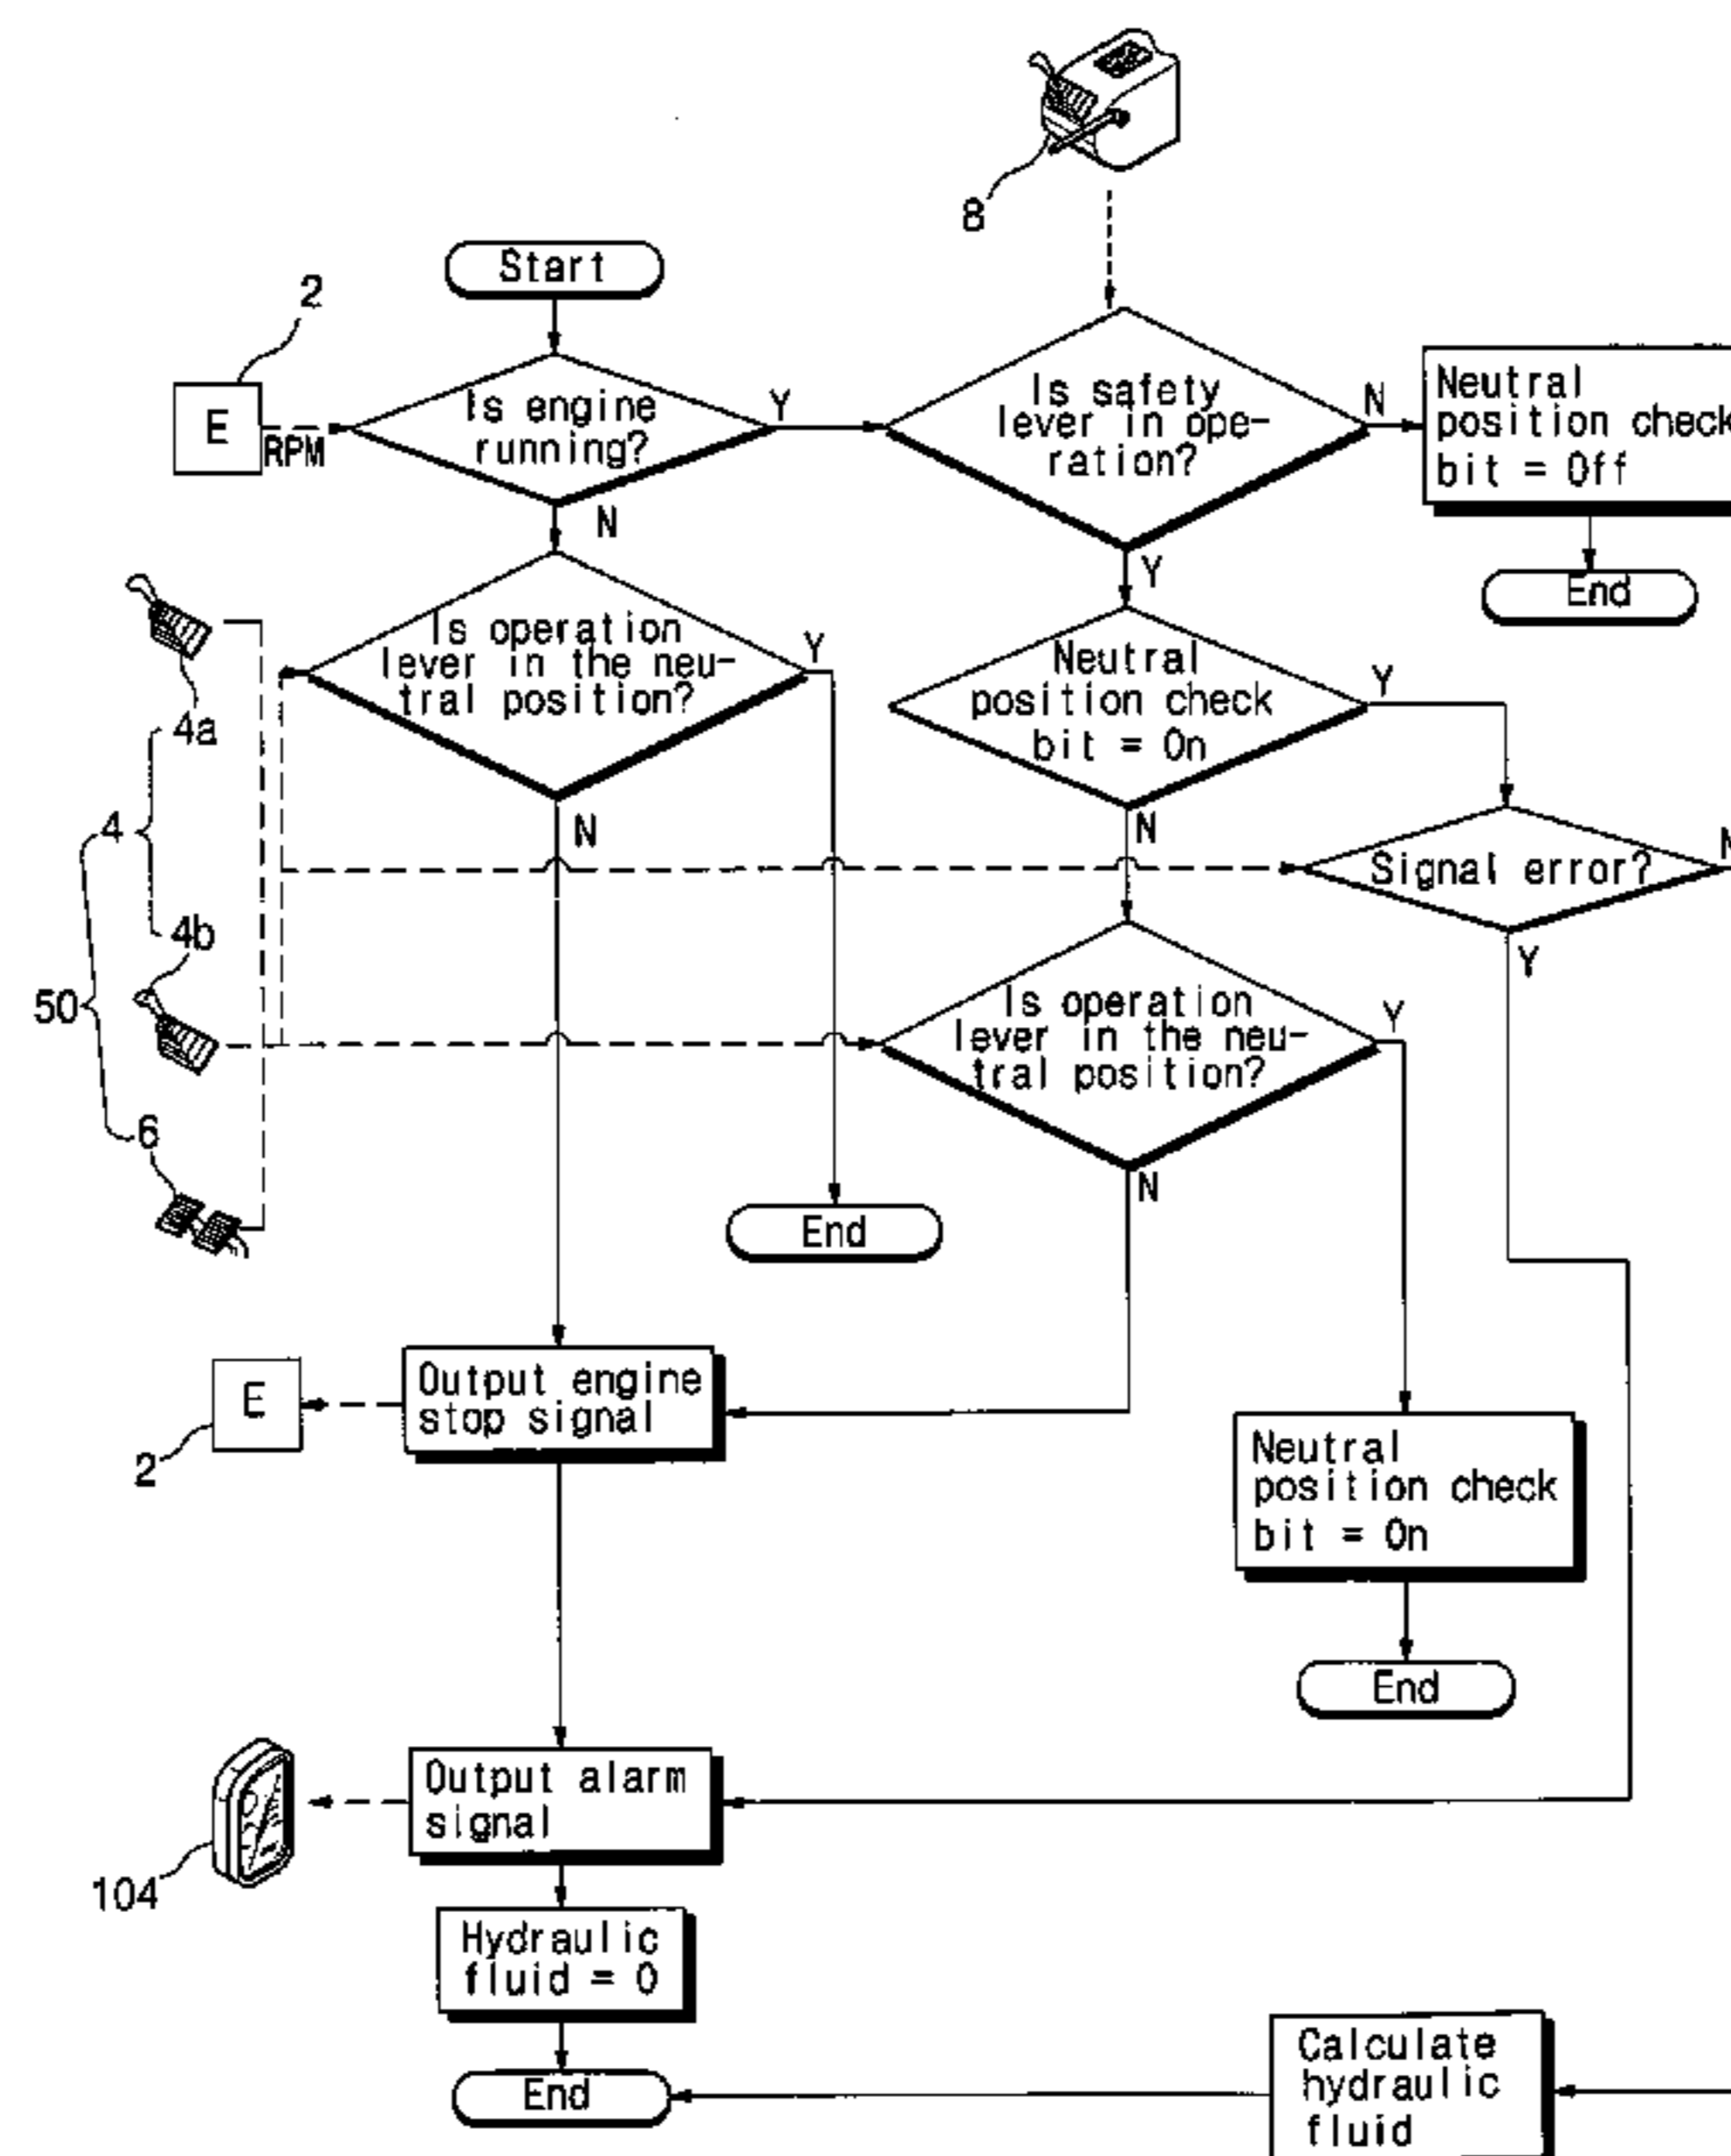 8
Start
2
E
RPM
Is engine
running?
Y
N
Is safety
lever in ope-
ration?
N
Y
Neutral
position check
bit = Off
End
Is operation
lever in the neu-
tral position?
Y
N
Neutral
position check
bit = On
Y
N
4a
4
4b
50
6
Signal error?
N
Y
Is operation
lever in the neu-
tral position?
Y
N
End
Output engine
stop signal
E
2
Neutral
position check
bit = On
End
Output alarm
signal
104
Hydraulic
fluid = 0
End
Calculate
hydraulic
fluid